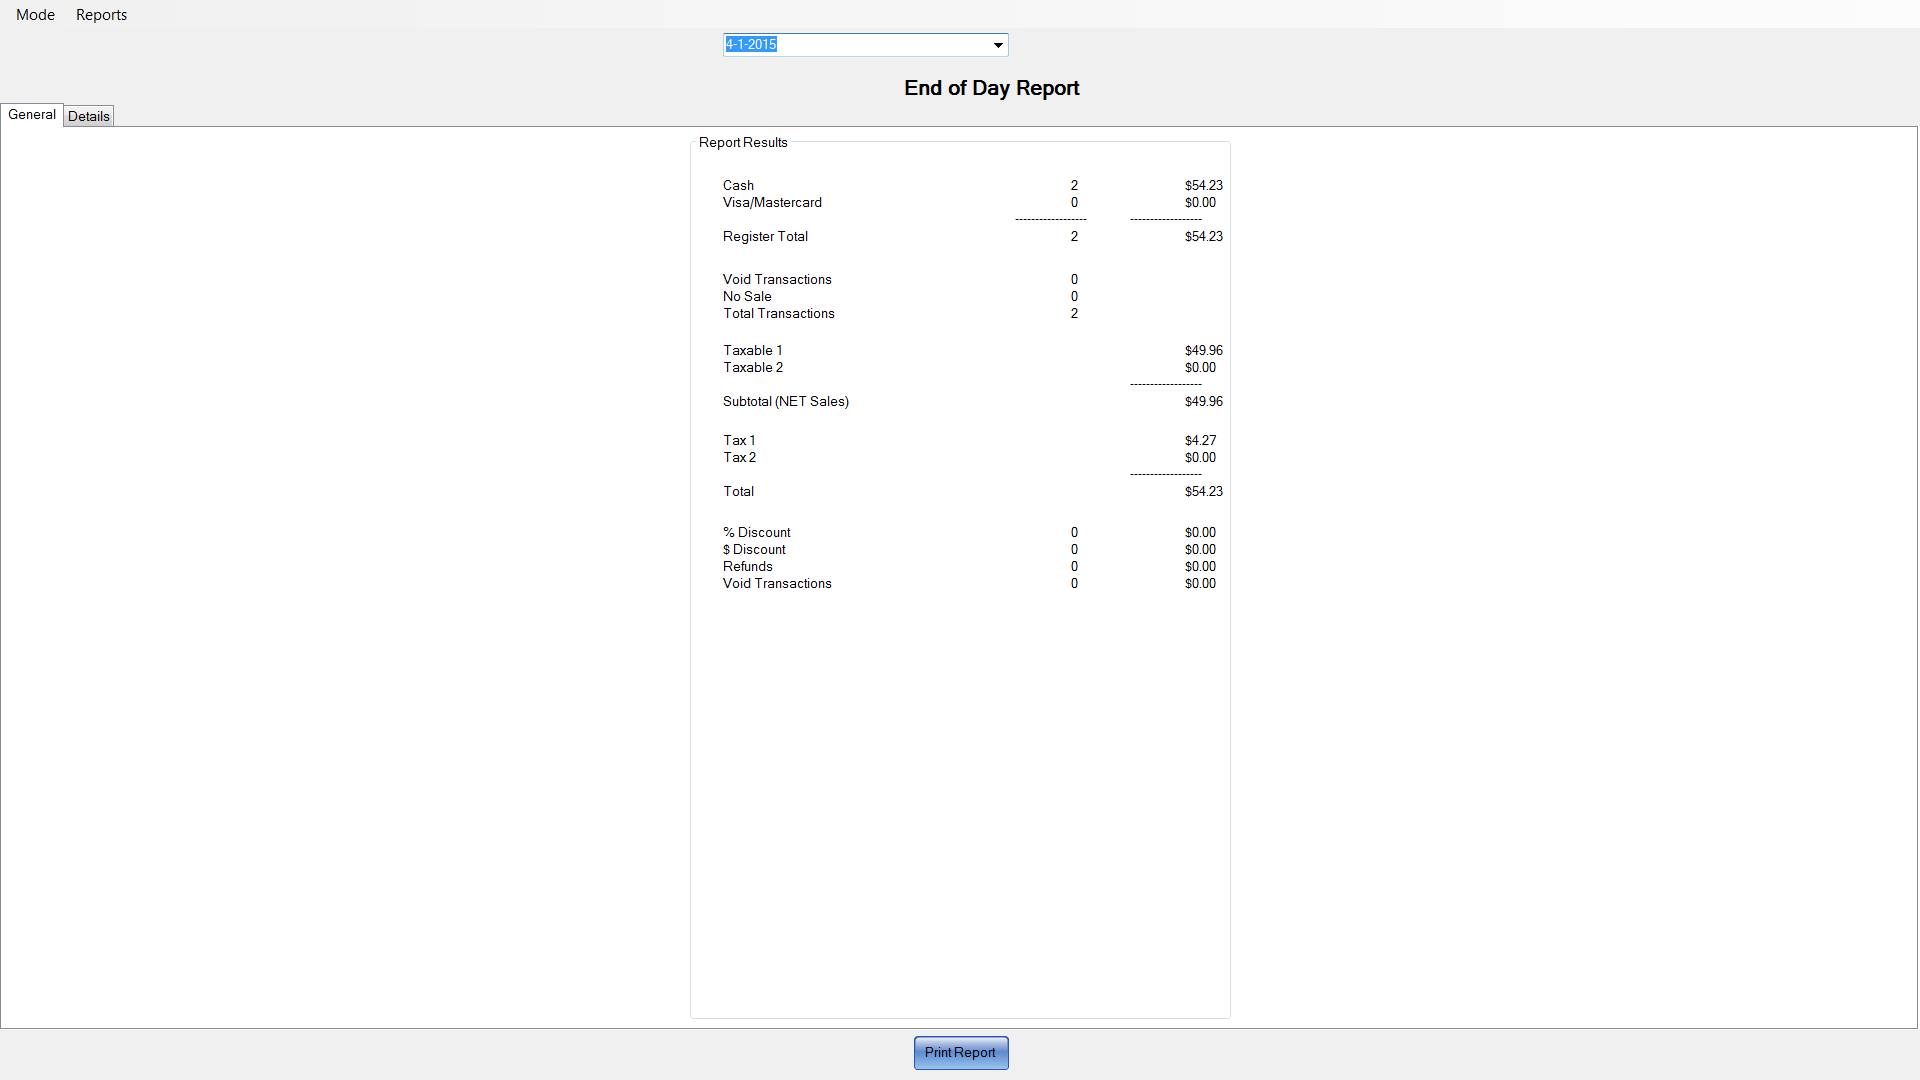 Mode Reports
4-1-2015
End of Day Report
General Details
Report Results
Cash 2 $54.23
Visa/Mastercard 0 $0.00
------------------ ------------------
Register Total 2 $54.23
Void Transactions 0
No Sale 0
Total Transactions 2
Taxable 1 $49.96
Taxable 2 $0.00
------------------
Subtotal (NET Sales) $49.96
Tax 1 $4.27
Tax 2 $0.00
------------------
Total $54.23
% Discount 0 $0.00
$ Discount 0 $0.00
Refunds 0 $0.00
Void Transactions 0 $0.00
Print Report